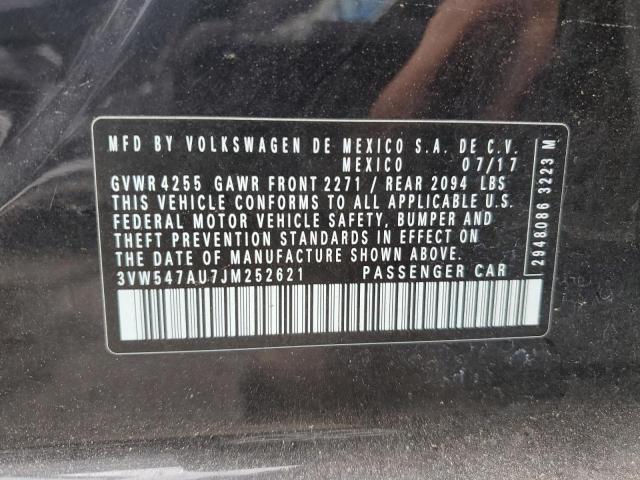 MFD BY VOLKSWAGEN DE MEXICO S.A. DE C.V.
MEXICO 07/17
GVWR 4255 GAWR FRONT 2271 / REAR 2094 LBS
THIS VEHICLE CONFORMS TO ALL APPLICABLE U.S.
FEDERAL MOTOR VEHICLE SAFETY, BUMPER AND
THEFT PREVENTION STANDARDS IN EFFECT ON
THE DATE OF MANUFACTURE SHOWN ABOVE.
3VW547AU7JM252621 PASSENGER CAR
2948086 3223 M